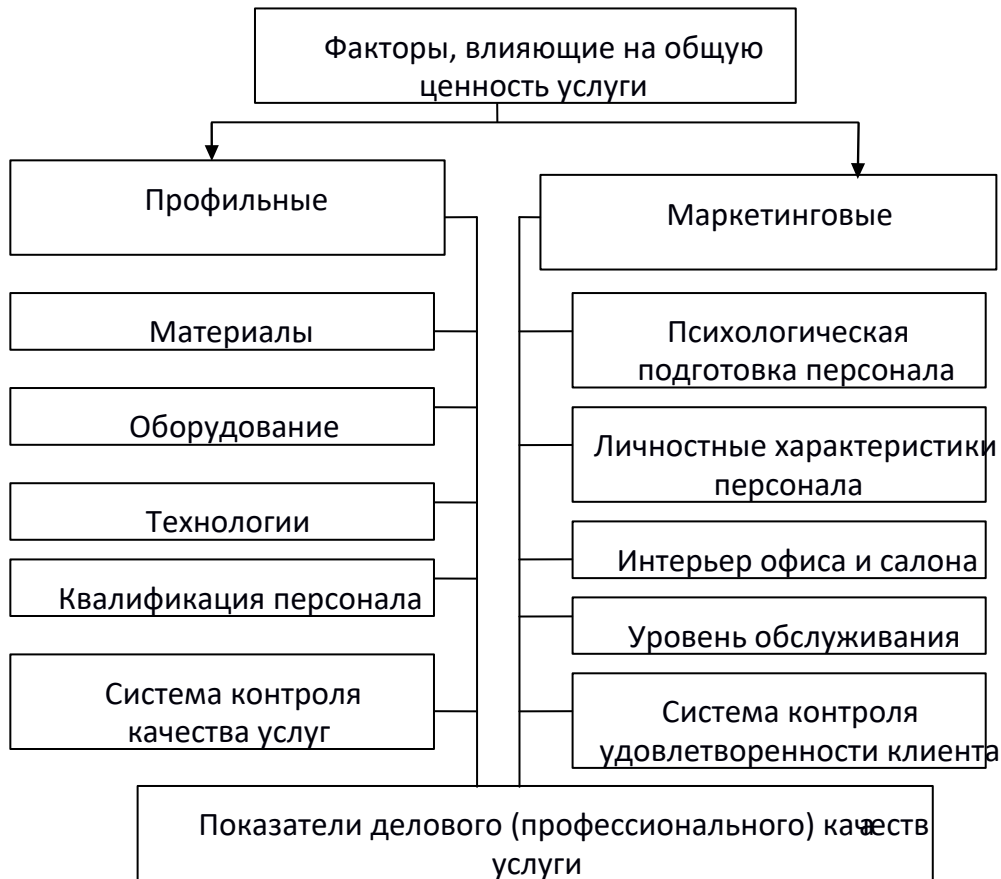 Факторы, влияющие на общую
ценность услуги
Профильные
Маркетинговые
Материалы
Оборудование
Технологии
Квалификация персонала
Система контроля
качества услуг
Психологическая
подготовка персонала
Личностные характеристики
персонала
Интерьер офиса и салона
Уровень обслуживания
Система контроля
удовлетворенности клиента
Показатели делового (профессионального) качеств
услуги